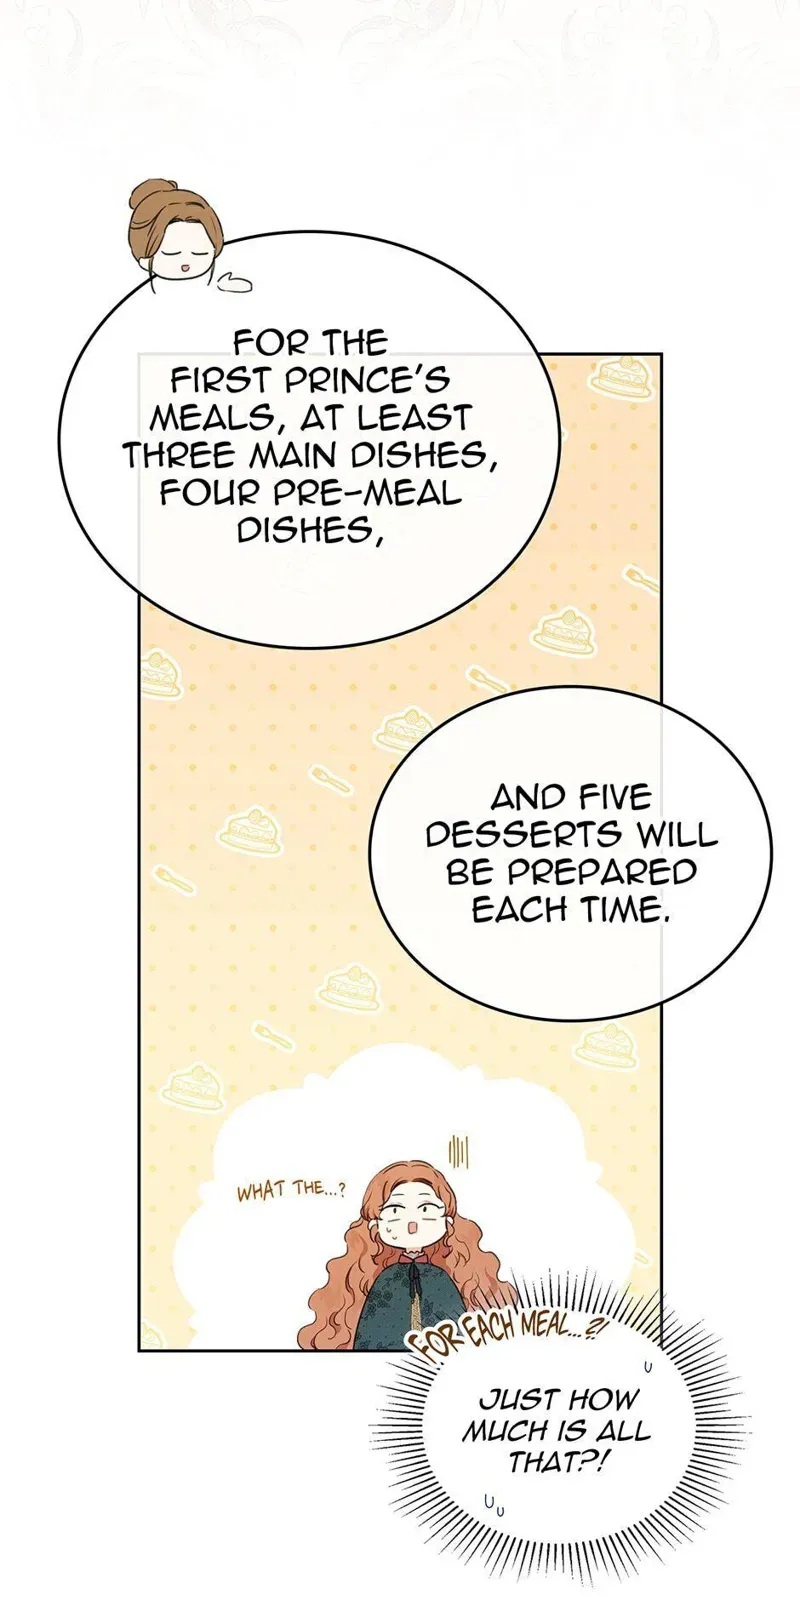 FOR THE
FIRST PRINCE'S
MEALS, AT LEAST
THREE MAIN DISHES,
FOUR PRE-MEAL
DISHES,
AND FIVE
DESSERTS WILL
BE PREPARED
EACH TIME.
WHAT THE...?
FOR EACH MEAL...?!
JUST HOW
MUCH IS ALL
THAT?!